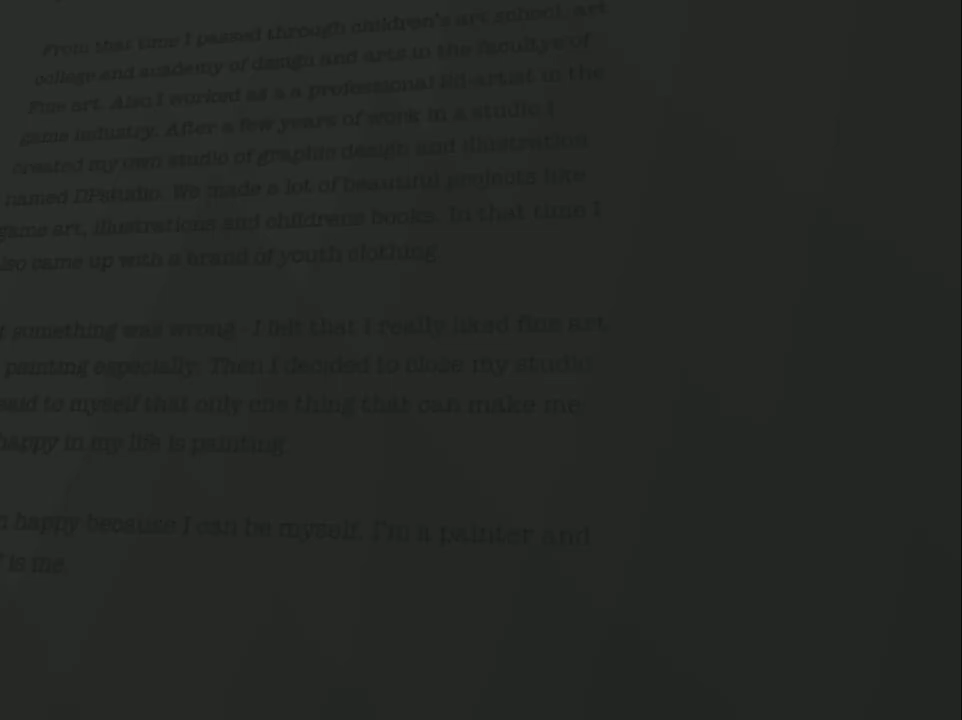 From that time I passed through children's art school, art
college and academy of design and arts in the facultye of
Fine art. Also I worked as a a professional artist in the
game industry. After a few years of work in a studio I
created my own studio of graphic design and illustration
named DPstudio. We made a lot of beautiful projects like
game art, illustrations and childrens books. In that time I
lso came up with a brand of youth clothing
t something was wrong - I felt that I really liked fine art
painting especially. Then I decided to close my studio
said to myself that only one thing that can make me
happy in my life is painting
happy because I can be myself. I'm a painter and
is me